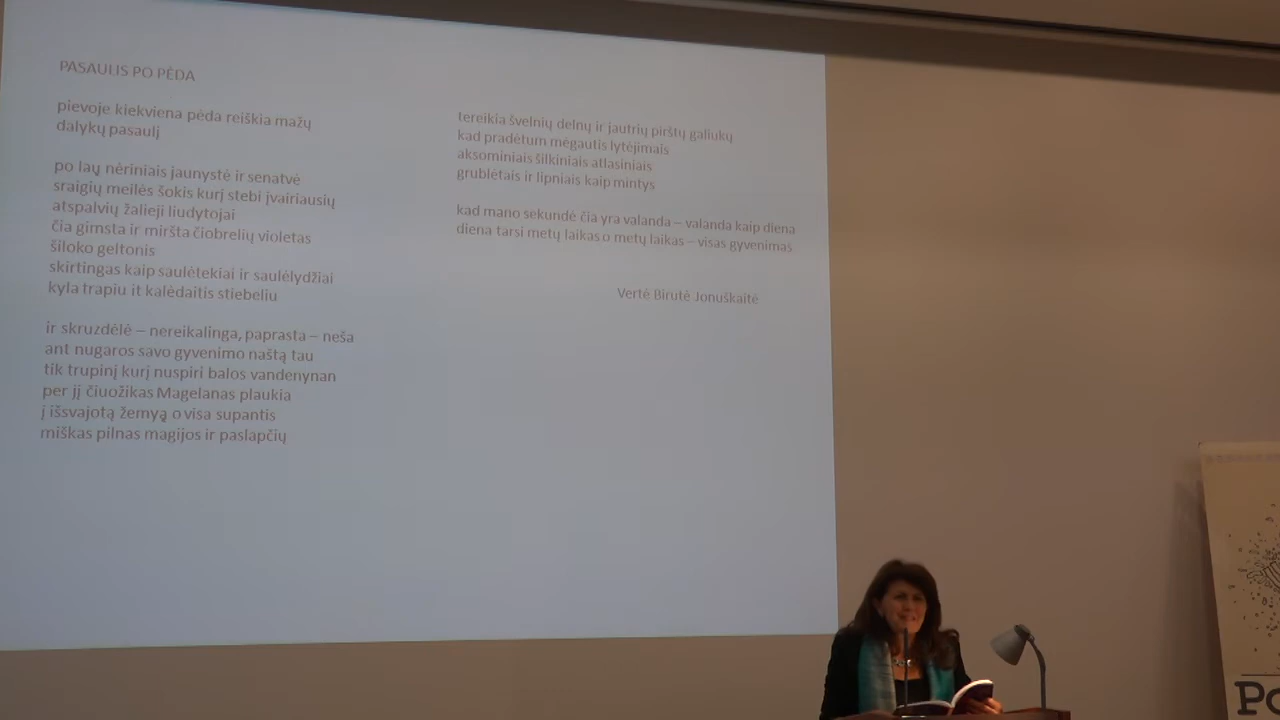 PASAULIS PO PĖDA
pievoje kiekviena pėda reiškia mažų
dalykų pasaulį
po lay nėriniais jaunystė ir senatvė
sraigių meilės šokis kurį stebi įvairiausių
atspalvių žalieji liudytojai
čia gimsta ir miršta čiobrelių violetas
šiloko geltonis
skirtingas kaip saulėtekiai ir saulėlydžiai
kyla trapiu it kalėdaitis stiebeliu
ir skruzdėlė – nereikalinga, paprasta – neša
ant nugaros savo gyvenimo naštą tau
tik trupinį kurį nuspiri balos vandenynan
per jį čiuožikas Magelanas plaukia
į išsvajotą žemyą o visa supantis
miškas pilnas magijos ir paslapčių
tereikia švelnių delnų ir jautrių pirštų galiukų
kad pradėtum mėgautis lytėjimais
aksominiais šilkiniais atlasiniais
grublėtais ir lipniais kaip mintys
kad mano sekundė čia yra valanda – valanda kaip diena
diena tarsi metų laikas o metų laikas – visas gyvenimas
Vertė Birutė Jonuškaitė
Po